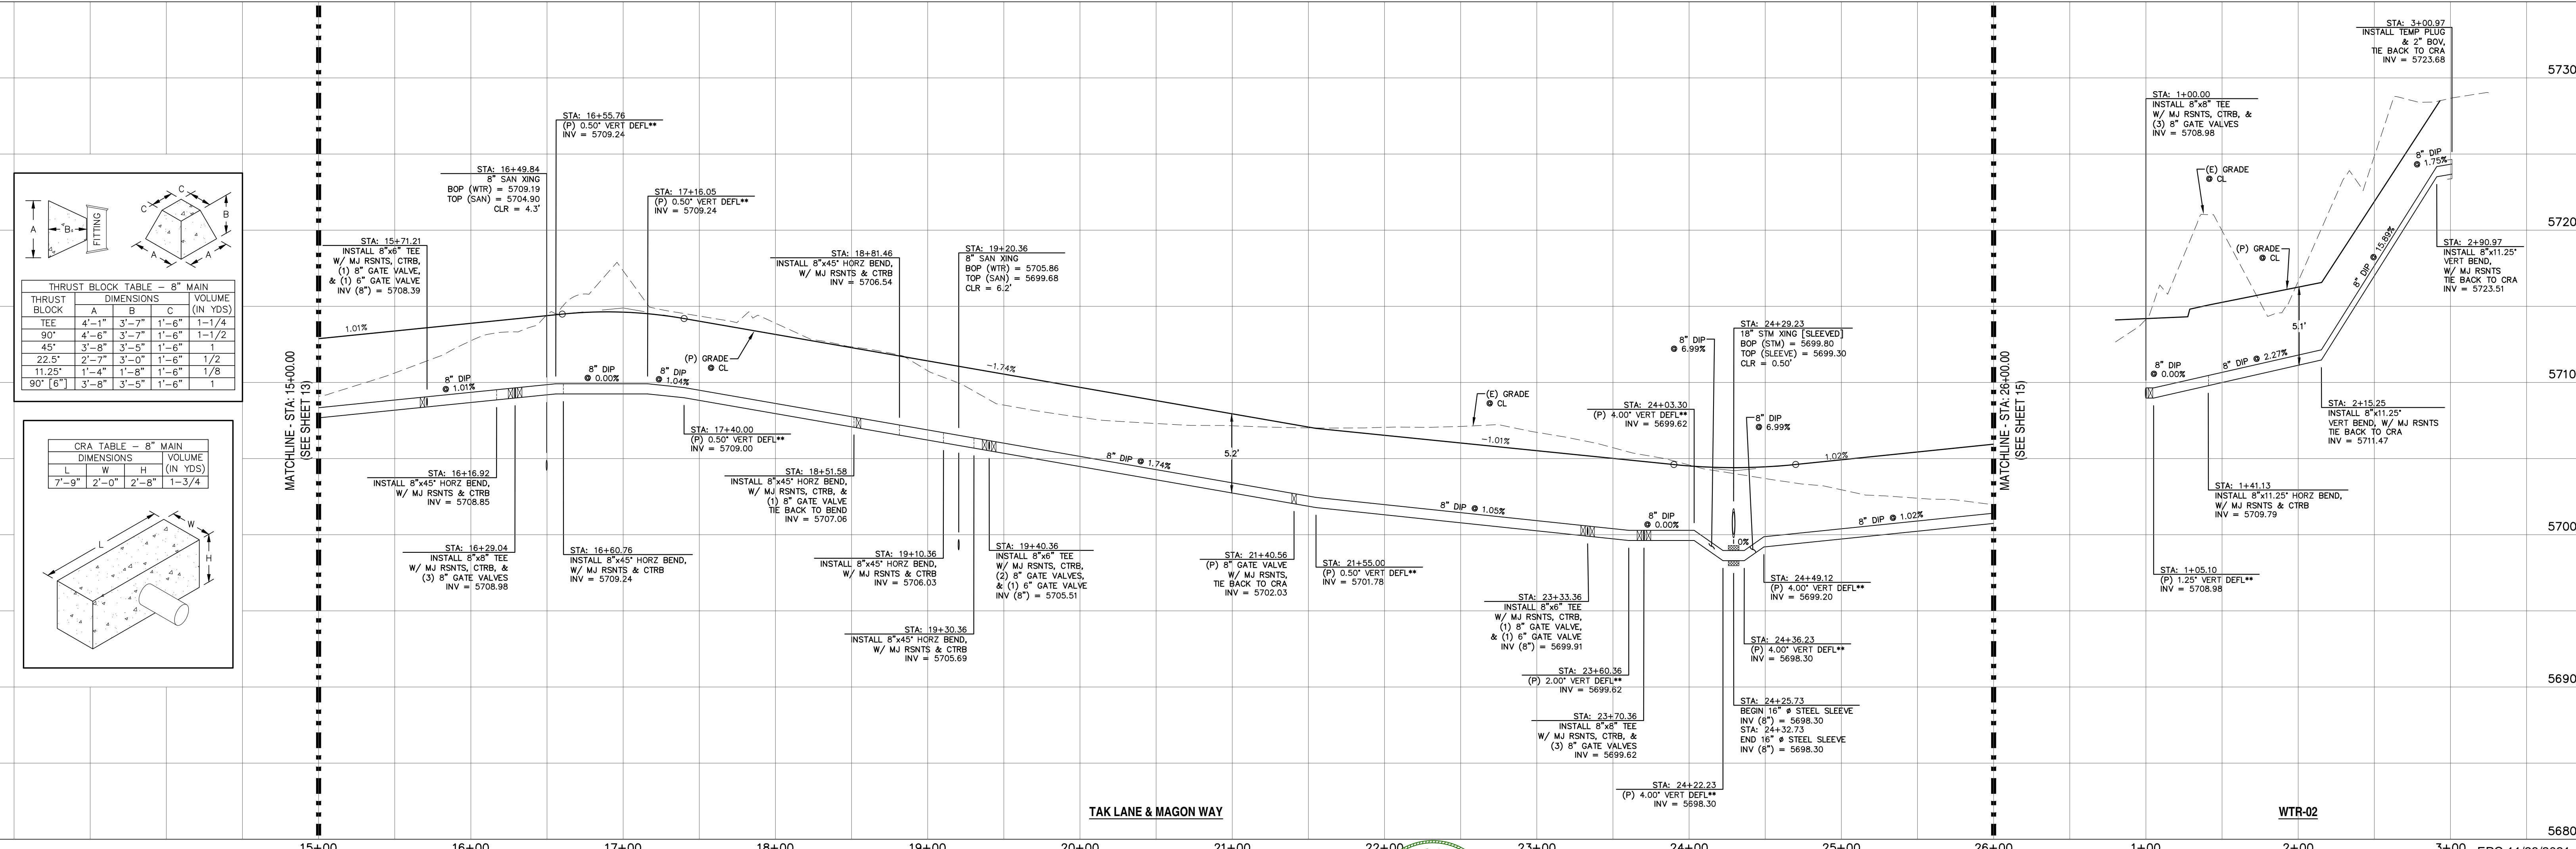 STA: 3+00.97
INSTALL TEMP PLUG
& 2" BOV,
TIE BACK TO CRA
INV = 5723.68
5730
STA: 1+00.00
INSTALL 8"x8" TEE
W/ MJ RSNTS, CTRB, &
(3) 8" GATE VALVES
INV = 5708.98
STA: 16+55.76
(P) 0.50° VERT DEFL**
INV = 5709.24
STA: 16+49.84
8" SAN XING
BOP (WTR) = 5709.19
TOP (SAN) = 5704.90
CLR = 4.3'
STA: 17+16.05
(P) 0.50° VERT DEFL**
INV = 5709.24
C
C
A
B
B
FITTING
A
A
THRUST BLOCK TABLE - 8" MAIN
THRUST BLOCK DIMENSIONS VOLUME (IN YDS)
A B C
TEE 4'-1" 3'-7" 1'-6" 1-1/4
90° 4'-6" 3'-7" 1'-6" 1-1/2
45° 3'-8" 3'-5" 1'-6" 1
22.5° 2'-7" 3'-0" 1'-6" 1/2
11.25° 1'-4" 1'-8" 1'-6" 1/8
90° [6"] 3'-8" 3'-5" 1'-6" 1
CRA TABLE - 8" MAIN
DIMENSIONS VOLUME
L W H (IN YDS)
7'-9" 2'-0" 2'-8" 1-3/4
L
W
H
MATCHLINE - STA: 15+00.00
(SEE SHEET 13)
STA: 15+71.21
INSTALL 8"x6" TEE
W/ MJ RSNTS, CTRB,
(1) 8" GATE VALVE,
& (1) 6" GATE VALVE
INV (8") = 5708.39
1.01%
8" DIP
@ 1.01%
8" DIP
@ 0.00%
8" DIP
@ 1.04%
(P) GRADE
@ CL
STA: 18+81.46
INSTALL 8"x45° HORZ BEND,
W/ MJ RSNTS & CTRB
INV = 5706.54
STA: 19+20.36
8" SAN XING
BOP (WTR) = 5705.86
TOP (SAN) = 5699.68
CLR = 6.2'
-1.74%
STA: 17+40.00
(P) 0.50° VERT DEFL**
INV = 5709.00
STA: 16+16.92
INSTALL 8"x45° HORZ BEND,
W/ MJ RSNTS & CTRB
INV = 5708.85
STA: 18+51.58
INSTALL 8"x45° HORZ BEND,
W/ MJ RSNTS, CTRB, &
(1) 8" GATE VALVE
TIE BACK TO BEND
INV = 5707.06
STA: 16+29.04
INSTALL 8"x8" TEE
W/ MJ RSNTS, CTRB, &
(3) 8" GATE VALVES
INV = 5708.98
STA: 16+60.76
INSTALL 8"x45° HORZ BEND,
W/ MJ RSNTS & CTRB
INV = 5709.24
STA: 19+10.36
INSTALL 8"x45° HORZ BEND,
W/ MJ RSNTS & CTRB
INV = 5706.03
STA: 19+40.36
INSTALL 8"x6" TEE
W/ MJ RSNTS, CTRB,
(2) 8" GATE VALVES,
& (1) 6" GATE VALVE
INV (8") = 5705.51
STA: 19+30.36
INSTALL 8"x45° HORZ BEND,
W/ MJ RSNTS & CTRB
INV = 5705.69
5.2'
8" DIP @ 1.74%
STA: 21+40.56
(P) 8" GATE VALVE
W/ MJ RSNTS,
TIE BACK TO CRA
INV = 5702.03
STA: 21+55.00
(P) 0.50° VERT DEFL**
INV = 5701.78
(E) GRADE
@ CL
-1.01%
8" DIP @ 1.05%
8" DIP
@ 0.00%
8" DIP
@ 6.99%
STA: 24+29.23
18" STM XING [SLEEVED]
BOP (STM) = 5699.80
TOP (SLEEVE) = 5699.30
CLR = 0.50'
STA: 24+03.30
(P) 4.00° VERT DEFL**
INV = 5699.62
8" DIP
@ 6.99%
1.02%
0%
8" DIP @ 1.02%
STA: 24+49.12
(P) 4.00° VERT DEFL**
INV = 5699.20
STA: 23+33.36
INSTALL 8"x6" TEE
W/ MJ RSNTS, CTRB,
(1) 8" GATE VALVE,
& (1) 6" GATE VALVE
INV (8") = 5699.91
STA: 24+36.23
(P) 4.00° VERT DEFL**
INV = 5698.30
STA: 23+60.36
(P) 2.00° VERT DEFL**
INV = 5699.62
STA: 24+25.73
BEGIN 16" ø STEEL SLEEVE
INV (8") = 5698.30
STA: 24+32.73
END 16" ø STEEL SLEEVE
INV (8") = 5698.30
STA: 23+70.36
INSTALL 8"x8" TEE
W/ MJ RSNTS, CTRB, &
(3) 8" GATE VALVES
INV = 5699.62
STA: 24+22.23
(P) 4.00° VERT DEFL**
INV = 5698.30
MATCHLINE - STA: 26+00.00
(SEE SHEET 15)
(E) GRADE
@ CL
(P) GRADE
@ CL
8" DIP
@ 1.75%
8" DIP @ 15.89%
5720
STA: 2+90.97
INSTALL 8"x11.25°
VERT BEND,
W/ MJ RSNTS
TIE BACK TO CRA
INV = 5723.51
5.1'
8" DIP
@ 0.00%
8" DIP @ 2.27%
5710
STA: 2+15.25
INSTALL 8"x11.25°
VERT BEND, W/ MJ RSNTS
TIE BACK TO CRA
INV = 5711.47
STA: 1+41.13
INSTALL 8"x11.25° HORZ BEND,
W/ MJ RSNTS & CTRB
INV = 5709.79
5700
STA: 1+05.10
(P) 1.25° VERT DEFL**
INV = 5708.98
5690
TAK LANE & MAGON WAY
WTR-02
5680
15+00 16+00 17+00 18+00 19+00 20+00 21+00 22+00 23+00 24+00 25+00 26+00 1+00 2+00 3+00